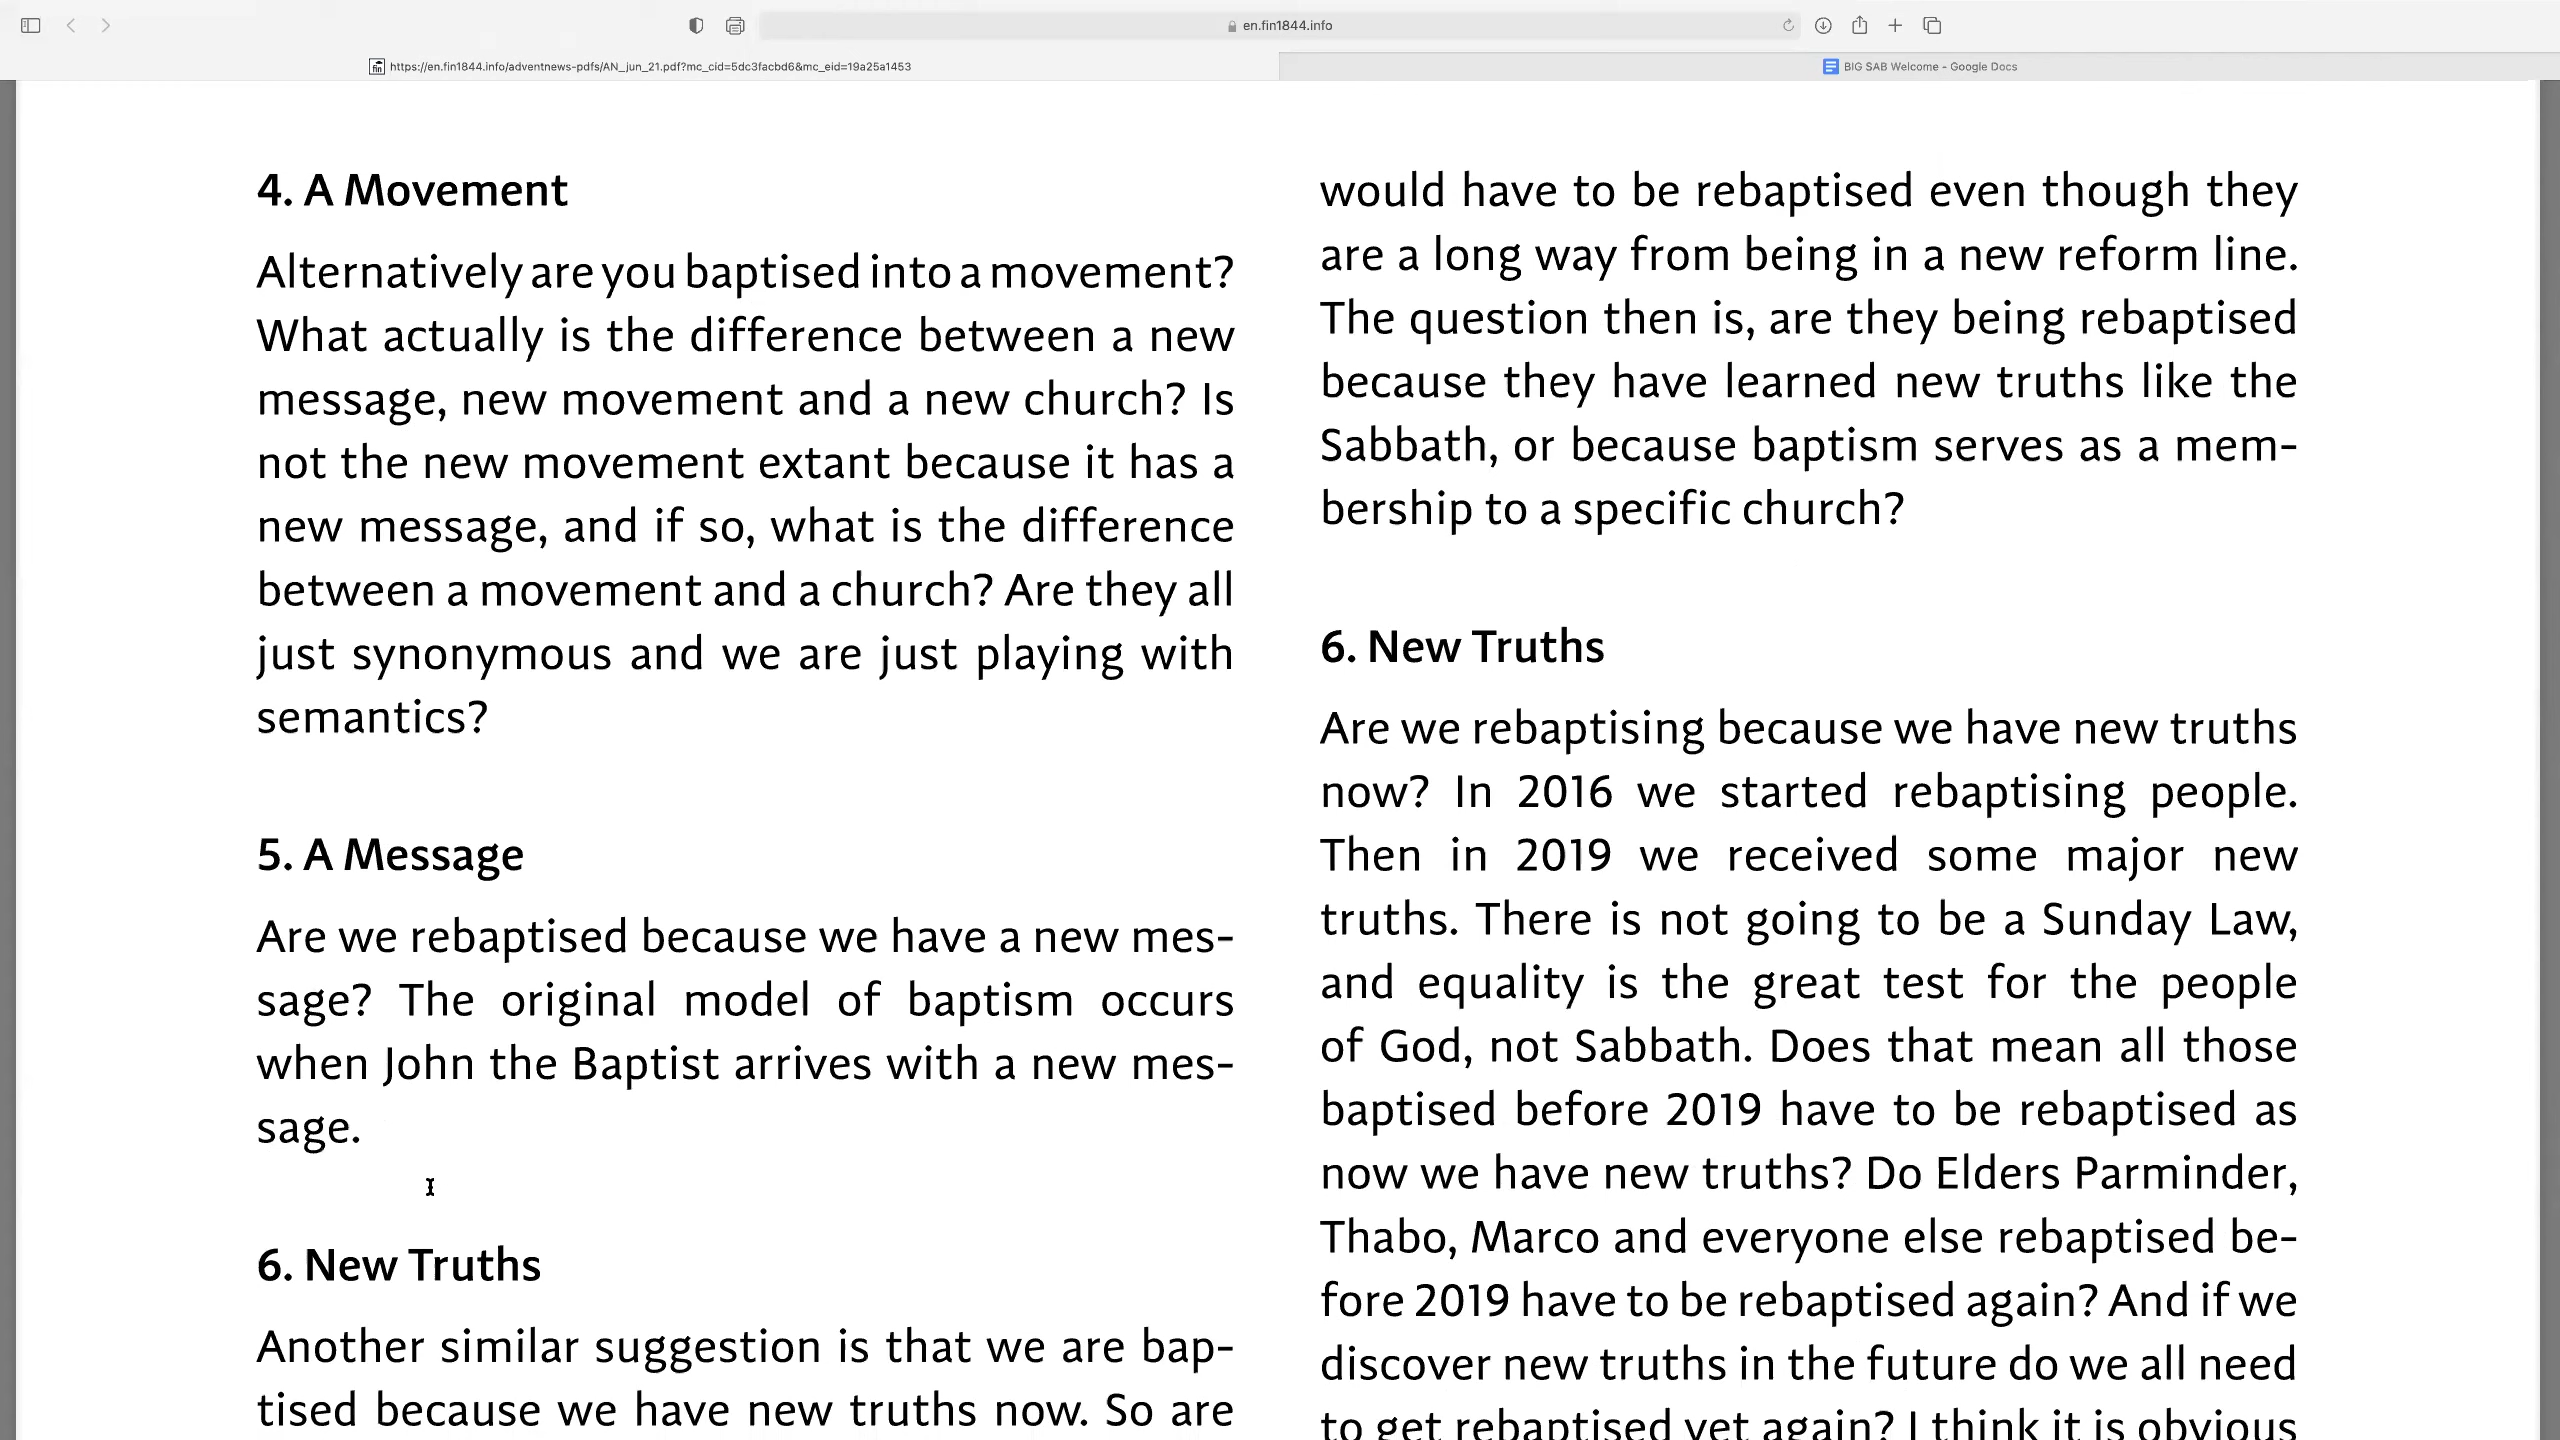 en.fin1844.info
https://en.fin1844.info/adventnews-pdfs/AN_jun_21.pdf?mc_cid=5dc3facbd6&mc_eid=19a25a1453
BIG SAB Welcome - Google Docs
4. A Movement
Alternatively are you baptised into a movement?
What actually is the difference between a new
message, new movement and a new church? Is
not the new movement extant because it has a
new message, and if so, what is the difference
between a movement and a church? Are they all
just synonymous and we are just playing with
semantics?
5. A Message
Are we rebaptised because we have a new mes-
sage? The original model of baptism occurs
when John the Baptist arrives with a new mes-
sage.
6. New Truths
Another similar suggestion is that we are bap-
tised because we have new truths now. So are
would have to be rebaptised even though they
are a long way from being in a new reform line.
The question then is, are they being rebaptised
because they have learned new truths like the
Sabbath, or because baptism serves as a mem-
bership to a specific church?
6. New Truths
Are we rebaptising because we have new truths
now? In 2016 we started rebaptising people.
Then in 2019 we received some major new
truths. There is not going to be a Sunday Law,
and equality is the great test for the people
of God, not Sabbath. Does that mean all those
baptised before 2019 have to be rebaptised as
now we have new truths? Do Elders Parminder,
Thabo, Marco and everyone else rebaptised be-
fore 2019 have to be rebaptised again? And if we
discover new truths in the future do we all need
to get rebaptised yet again? I think it is obvious